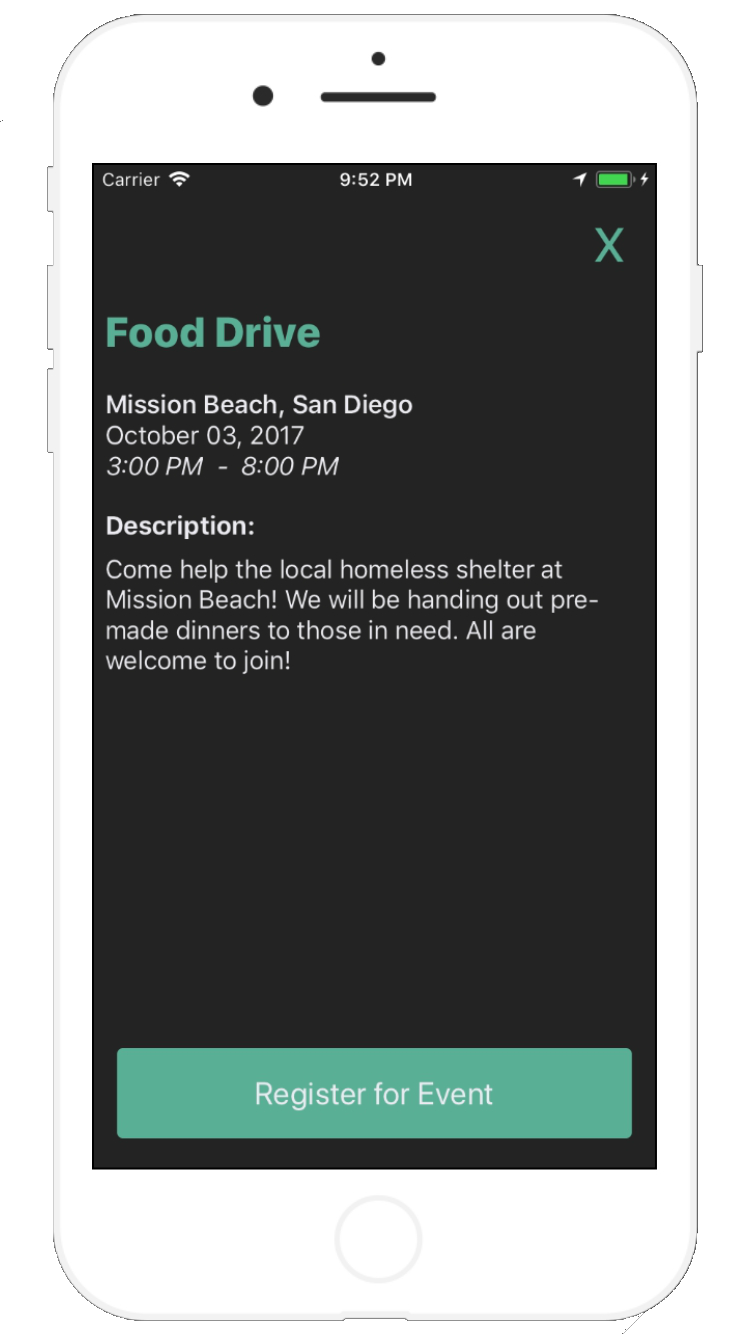 Carrier 9:52 PM
X
Food Drive
Mission Beach, San Diego
October 03, 2017
3:00 PM - 8:00 PM
Description:
Come help the local homeless shelter at
Mission Beach! We will be handing out pre-
made dinners to those in need. All are
welcome to join!
Register for Event